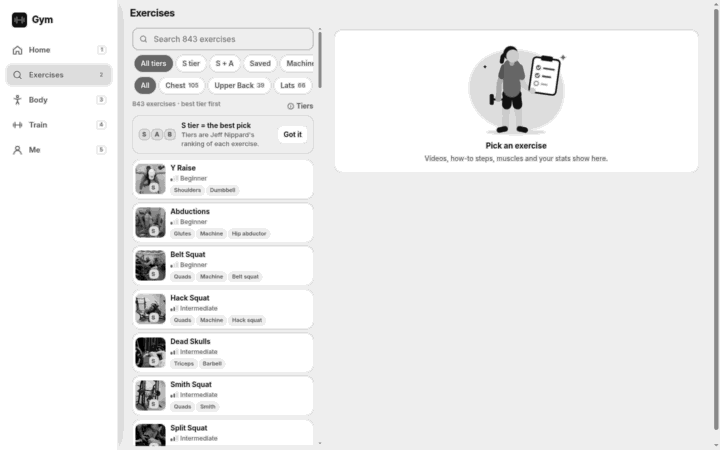 Gym
Home 1
Exercises 2
Body 3
Train 4
Me 5
Exercises
Search 843 exercises
All tiers S tier S + A Saved Machin
All Chest 105 Upper Back 39 Lats 66
843 exercises · best tier first Tiers
S A B
S tier = the best pick
Tiers are Jeff Nippard's
ranking of each exercise.
Got it
Y Raise
Beginner
Shoulders Dumbbell
S
Abductions
Beginner
Glutes Machine Hip abductor
S
Belt Squat
Beginner
Quads Machine Belt squat
S
Hack Squat
Intermediate
Quads Machine Hack squat
S
Dead Skulls
Intermediate
Triceps Barbell
S
Smith Squat
Intermediate
Quads Smith
S
Split Squat
Intermediate
Pick an exercise
Videos, how-to steps, muscles and your stats show here.